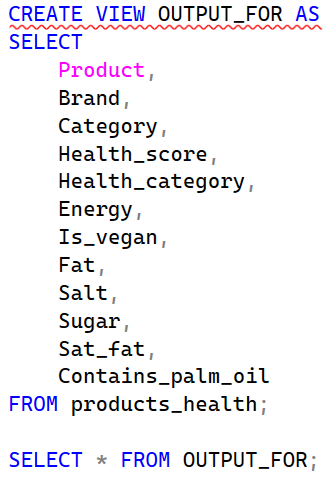 CREATE VIEW OUTPUT_FOR AS
SELECT
    Product,
    Brand,
    Category,
    Health_score,
    Health_category,
    Energy,
    Is_vegan,
    Fat,
    Salt,
    Sugar,
    Sat_fat,
    Contains_palm_oil
FROM products_health;

SELECT * FROM OUTPUT_FOR;